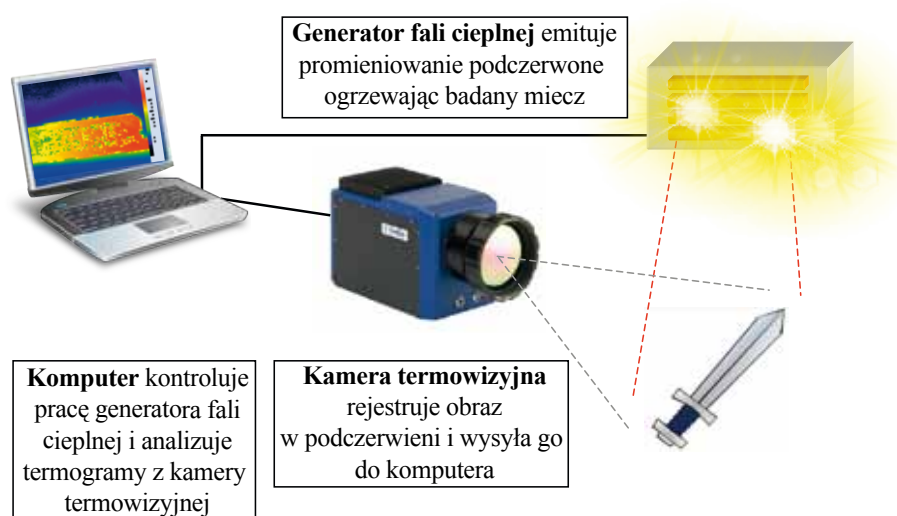 Generator fali cieplnej emituje
promieniowanie podczerwone
ogrzewając badany miecz
Komputer kontroluje
pracę generatora fali
cieplnej i analizuje
termogramy z kamery
termowizyjnej
Kamera termowizyjna
rejestruje obraz
w podczerwieni i wysyła go
do komputera